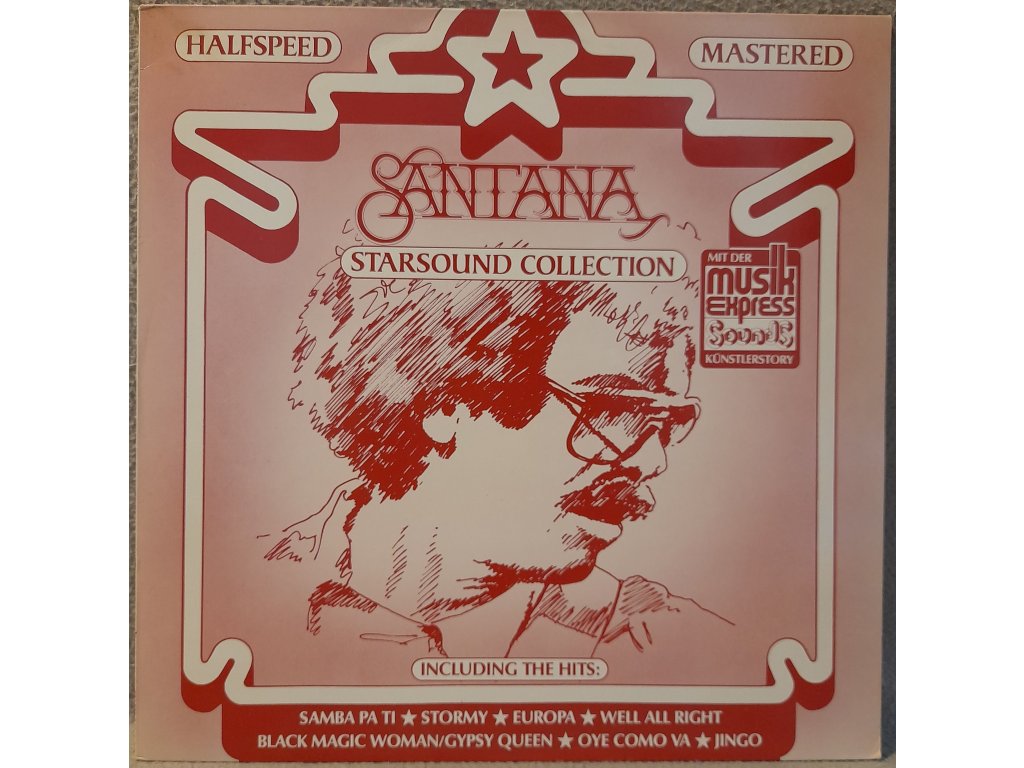 HALFSPEED
MASTERED
SANTANA
STARSOUND COLLECTION
MIT DER
musik
express
Sounds
KÜNSTLERSTORY
INCLUDING THE HITS:
SAMBA PA TI ★ STORMY ★ EUROPA ★ WELL ALL RIGHT
BLACK MAGIC WOMAN/GYPSY QUEEN ★ OYE COMO VA ★ JINGO